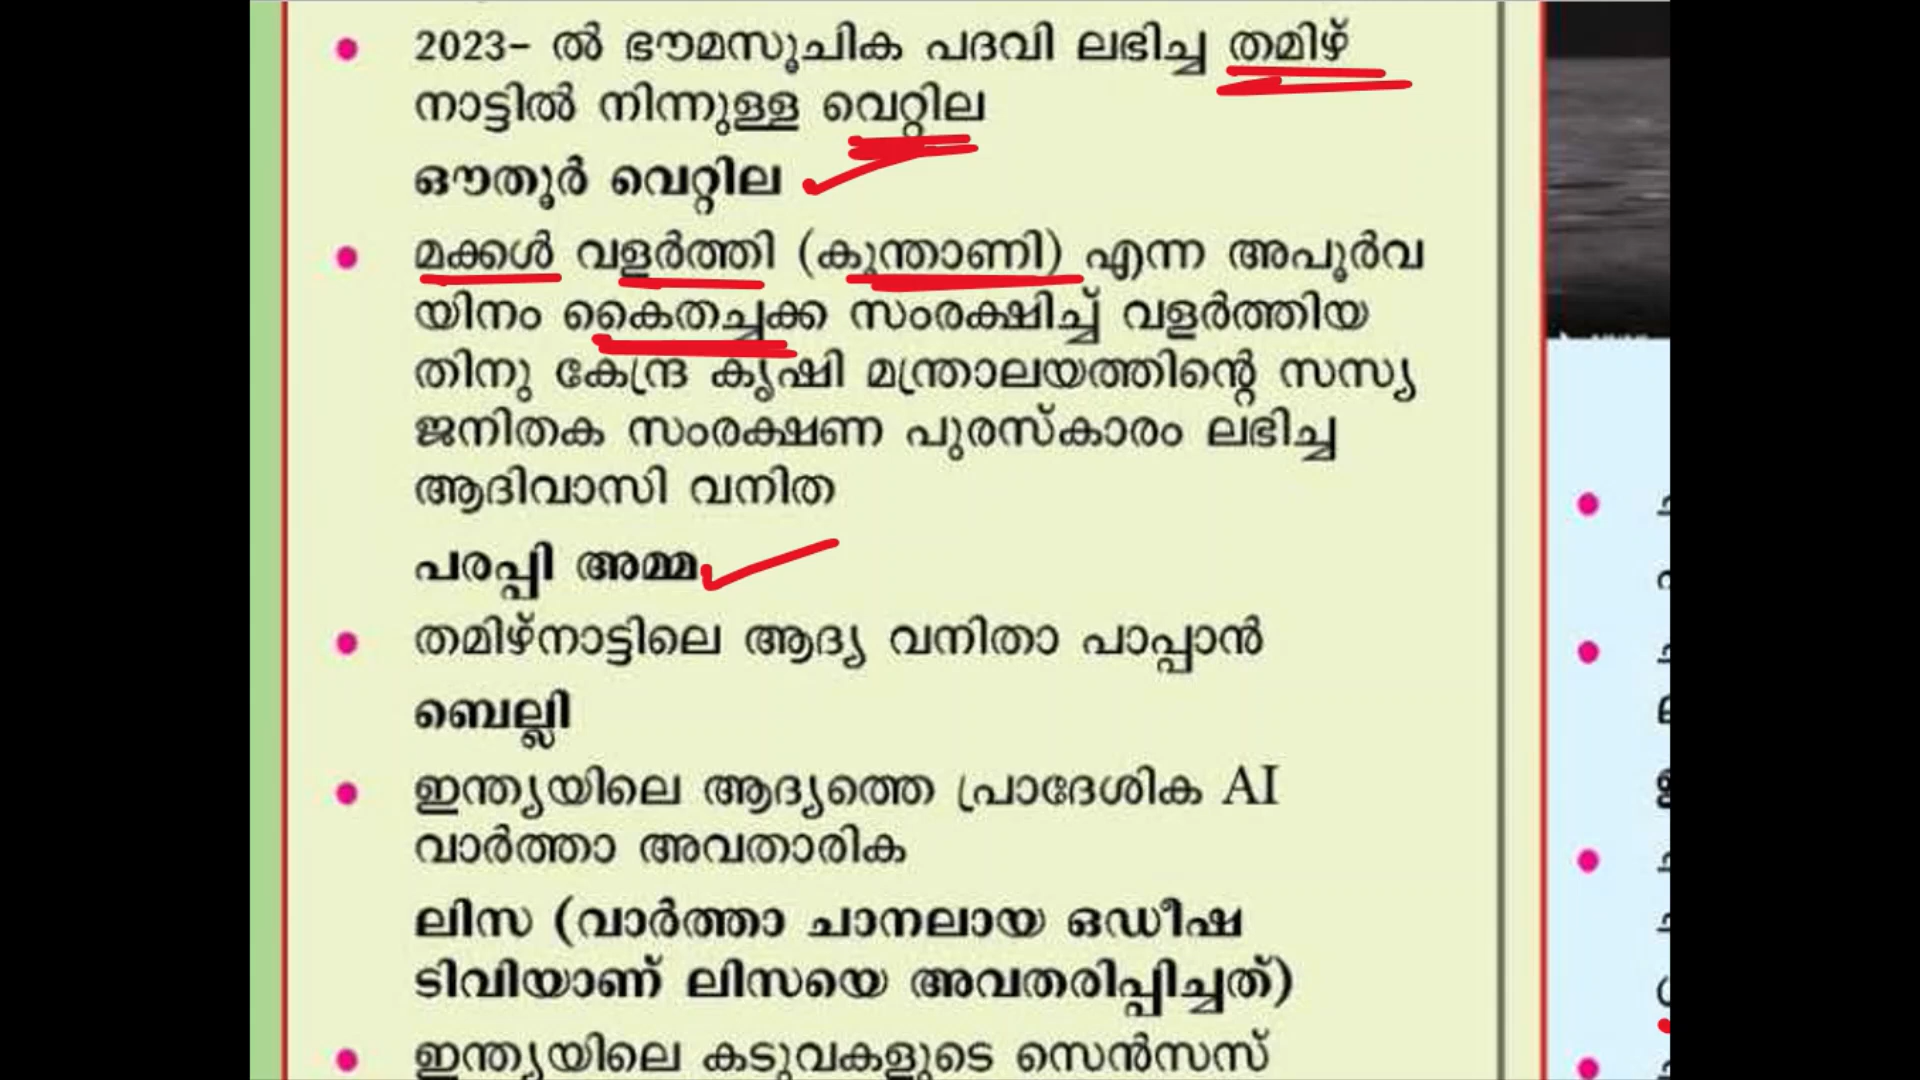 2023- ൽ ഭൗമസൂചിക പദവി ലഭിച്ച തമിഴ്
നാട്ടിൽ നിന്നുള്ള വെറ്റില
ഔതൂർ വെറ്റില
മക്കൾ വളർത്തി (കൂന്താണി) എന്ന അപൂർവ
യിനം കൈതച്ചക്ക സംരക്ഷിച്ച് വളർത്തിയ
തിനു കേന്ദ്ര കൃഷി മന്ത്രാലയത്തിന്റെ സസ്യ
ജനിതക സംരക്ഷണ പുരസ്കാരം ലഭിച്ച
ആദിവാസി വനിത
പരപ്പി അമ്മ
തമിഴ്നാട്ടിലെ ആദ്യ വനിതാ പാപ്പാൻ
ബെല്ലി
ഇന്ത്യയിലെ ആദ്യത്തെ പ്രാദേശിക AI
വാർത്താ അവതാരിക
ലിസ (വാർത്താ ചാനലായ ഒഡീഷ
ടിവിയാണ് ലിസയെ അവതരിപ്പിച്ചത്)
ഇന്ത്യയിലെ കടുവകളുടെ സെൻസസ്